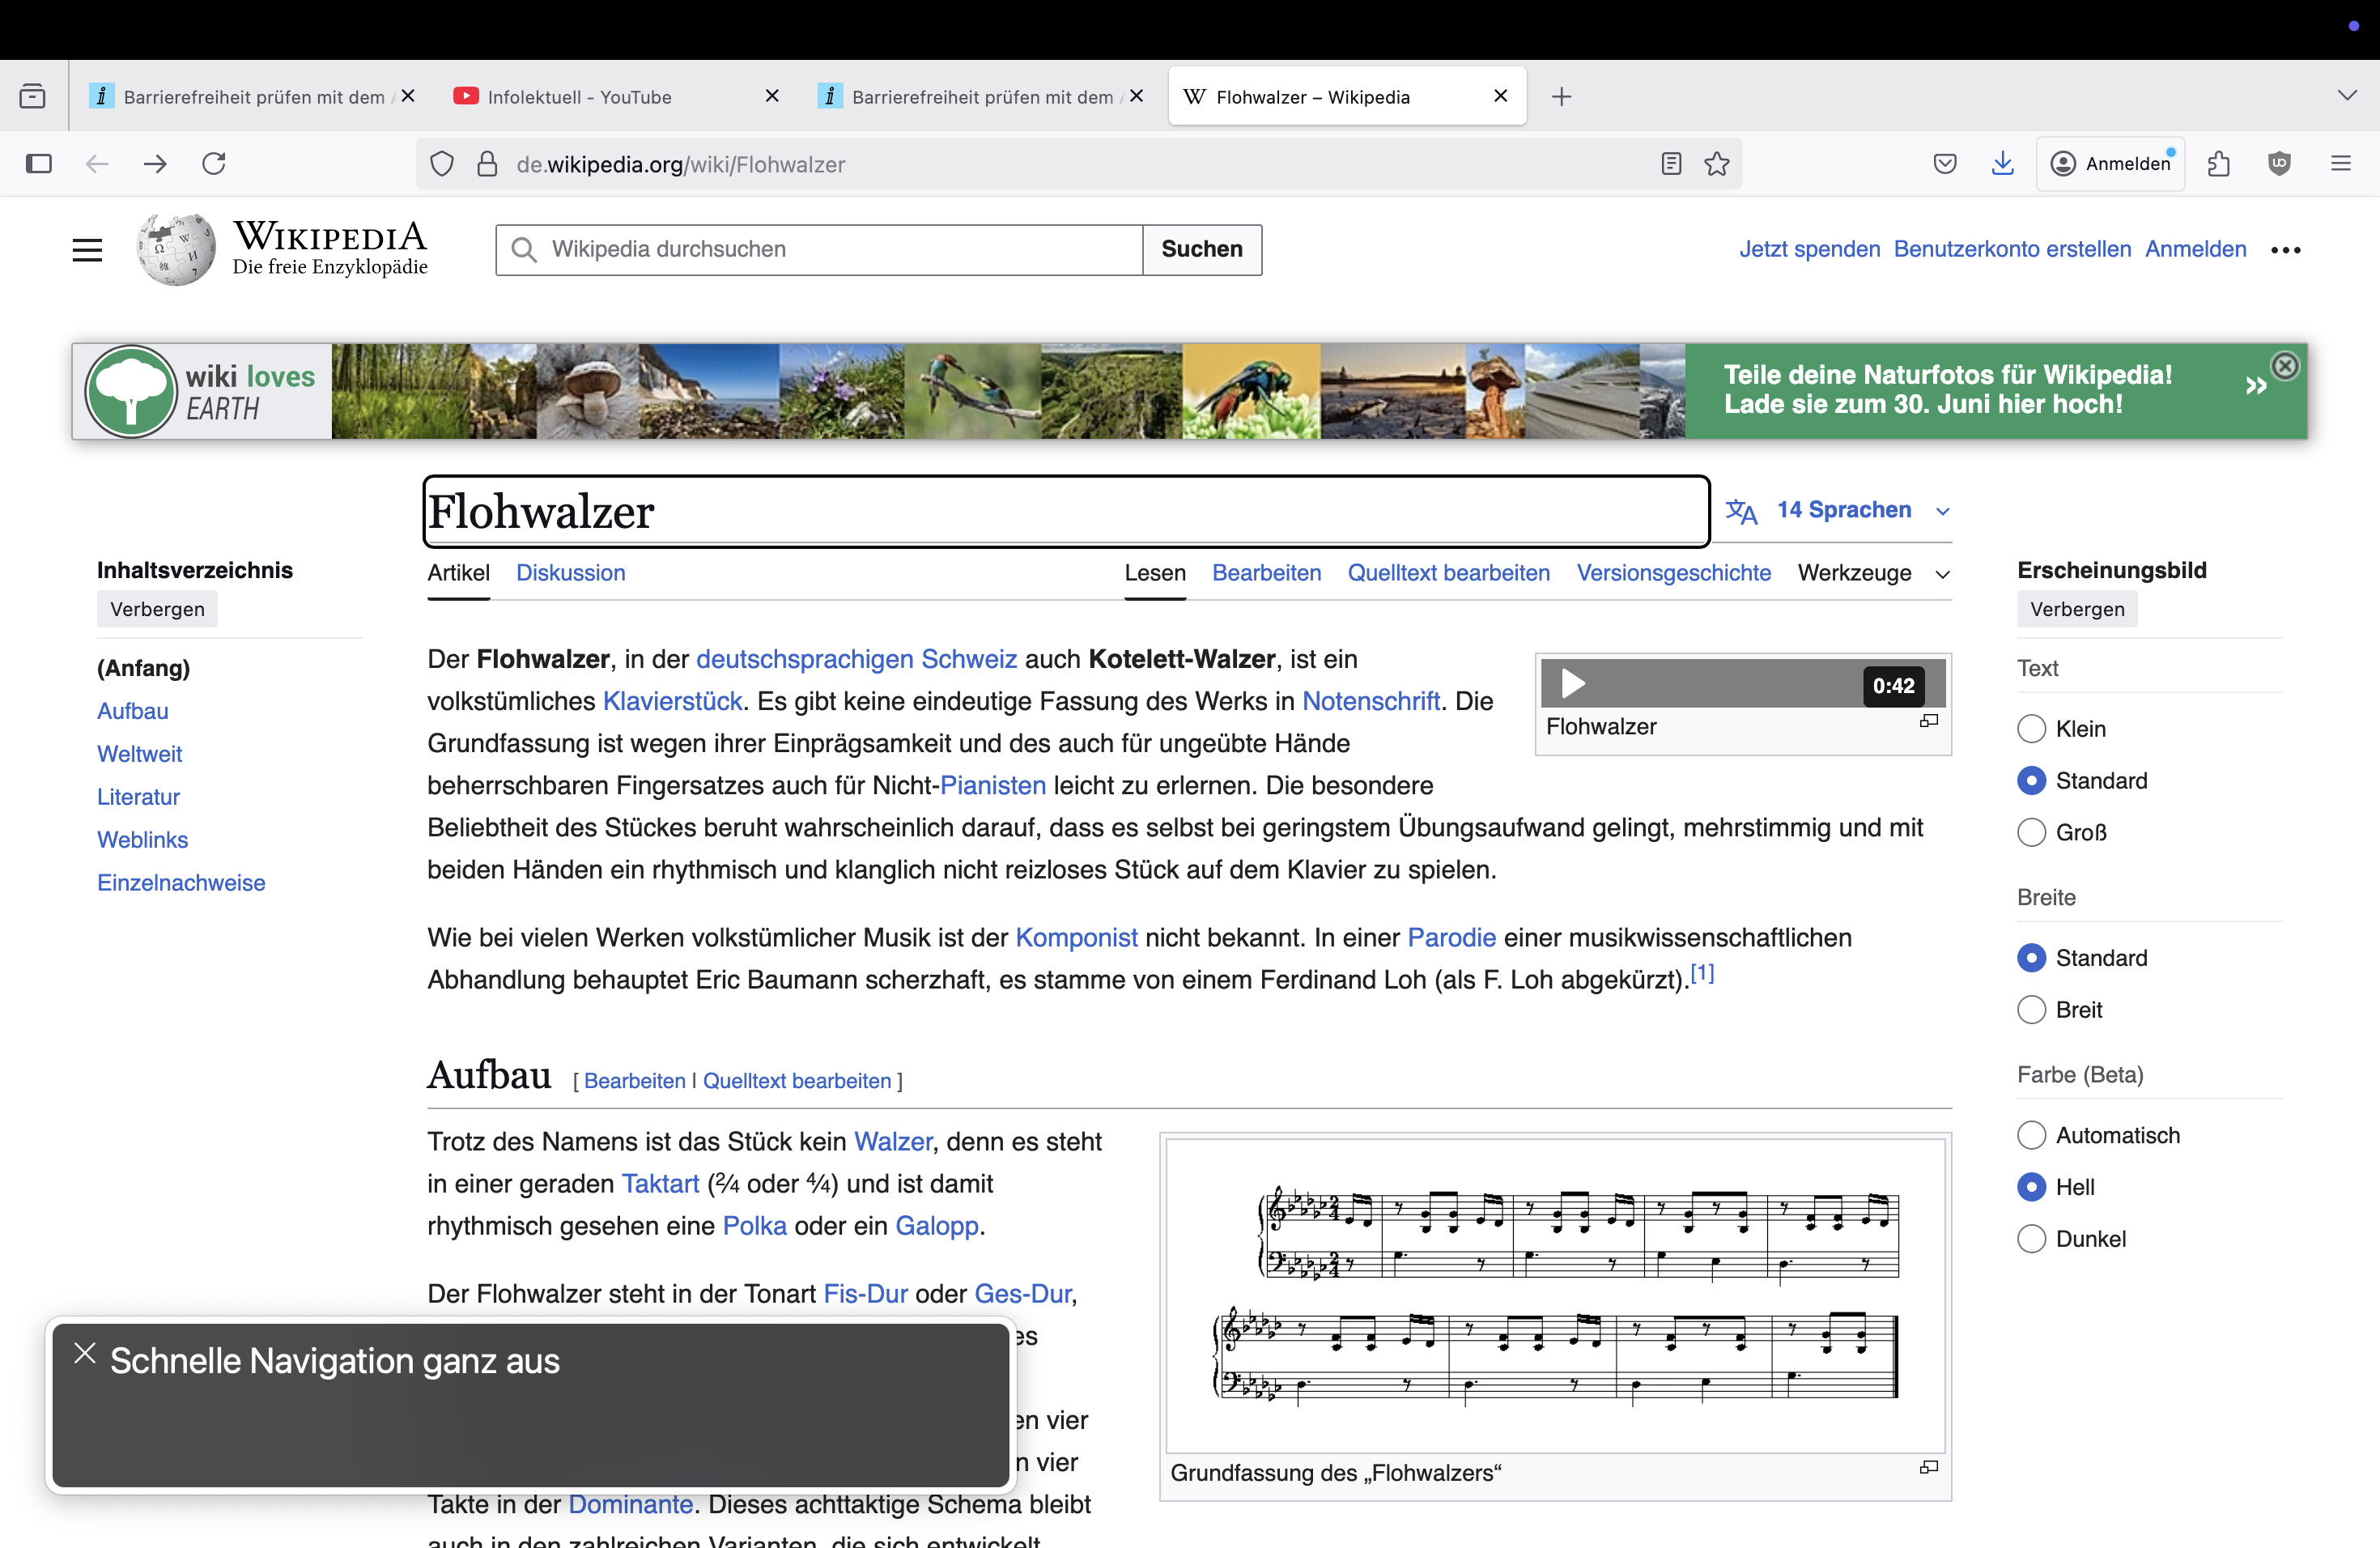 Barrierefreiheit prüfen mit dem
Infolektuell - YouTube
Barrierefreiheit prüfen mit dem
Flohwalzer – Wikipedia
de.wikipedia.org/wiki/Flohwalzer
Anmelden
WIKIPEDIA
Die freie Enzyklopädie
Wikipedia durchsuchen
Suchen
Jetzt spenden Benutzerkonto erstellen Anmelden
wiki loves
EARTH
Teile deine Naturfotos für Wikipedia!
Lade sie zum 30. Juni hier hoch!
»
Flohwalzer
14 Sprachen
Artikel Diskussion
Lesen Bearbeiten Quelltext bearbeiten Versionsgeschichte Werkzeuge
Inhaltsverzeichnis
Verbergen
(Anfang)
Aufbau
Weltweit
Literatur
Weblinks
Einzelnachweise
Der Flohwalzer, in der deutschsprachigen Schweiz auch Kotelett-Walzer, ist ein
volkstümliches Klavierstück. Es gibt keine eindeutige Fassung des Werks in Notenschrift. Die
Grundfassung ist wegen ihrer Einprägsamkeit und des auch für ungeübte Hände
beherrschbaren Fingersatzes auch für Nicht-Pianisten leicht zu erlernen. Die besondere
Beliebtheit des Stückes beruht wahrscheinlich darauf, dass es selbst bei geringstem Übungsaufwand gelingt, mehrstimmig und mit
beiden Händen ein rhythmisch und klanglich nicht reizloses Stück auf dem Klavier zu spielen.
0:42
Flohwalzer
Wie bei vielen Werken volkstümlicher Musik ist der Komponist nicht bekannt. In einer Parodie einer musikwissenschaftlichen
Abhandlung behauptet Eric Baumann scherzhaft, es stamme von einem Ferdinand Loh (als F. Loh abgekürzt).[1]
Aufbau [ Bearbeiten | Quelltext bearbeiten ]
Trotz des Namens ist das Stück kein Walzer, denn es steht
in einer geraden Taktart (2⁄4 oder 4⁄4) und ist damit
rhythmisch gesehen eine Polka oder ein Galopp.
Der Flohwalzer steht in der Tonart Fis-Dur oder Ges-Dur,
es
en vier
n vier
Takte in der Dominante. Dieses achttaktige Schema bleibt
auch in den zahlreichen Varianten, die sich entwickelt
2
4
2
4
Grundfassung des „Flohwalzers“
Schnelle Navigation ganz aus
Erscheinungsbild
Verbergen
Text
Klein
Standard
Groß
Breite
Standard
Breit
Farbe (Beta)
Automatisch
Hell
Dunkel